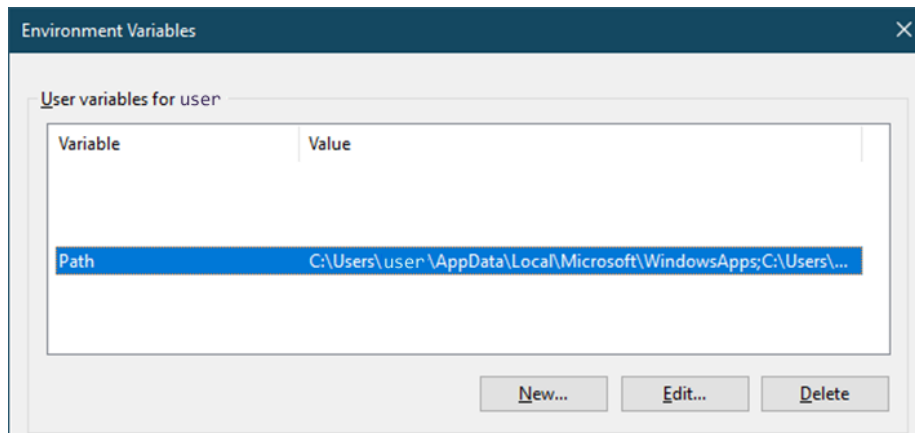 Environment Variables
User variables for user
Variable Value
Path C:\Users\user\AppData\Local\Microsoft\WindowsApps;C:\Users\...
New... Edit... Delete